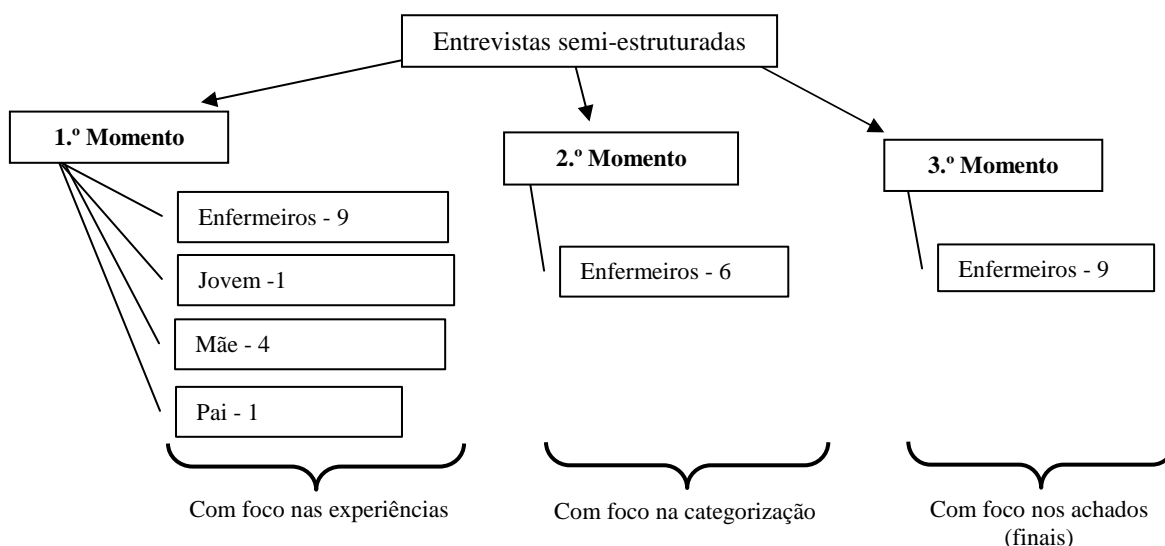 Entrevistas semi-estruturadas
1.º Momento
Enfermeiros - 9
Jovem -1
Mãe - 4
Pai - 1
Com foco nas experiências
2.º Momento
Enfermeiros - 6
Com foco na categorização
3.º Momento
Enfermeiros - 9
Com foco nos achados
(finais)